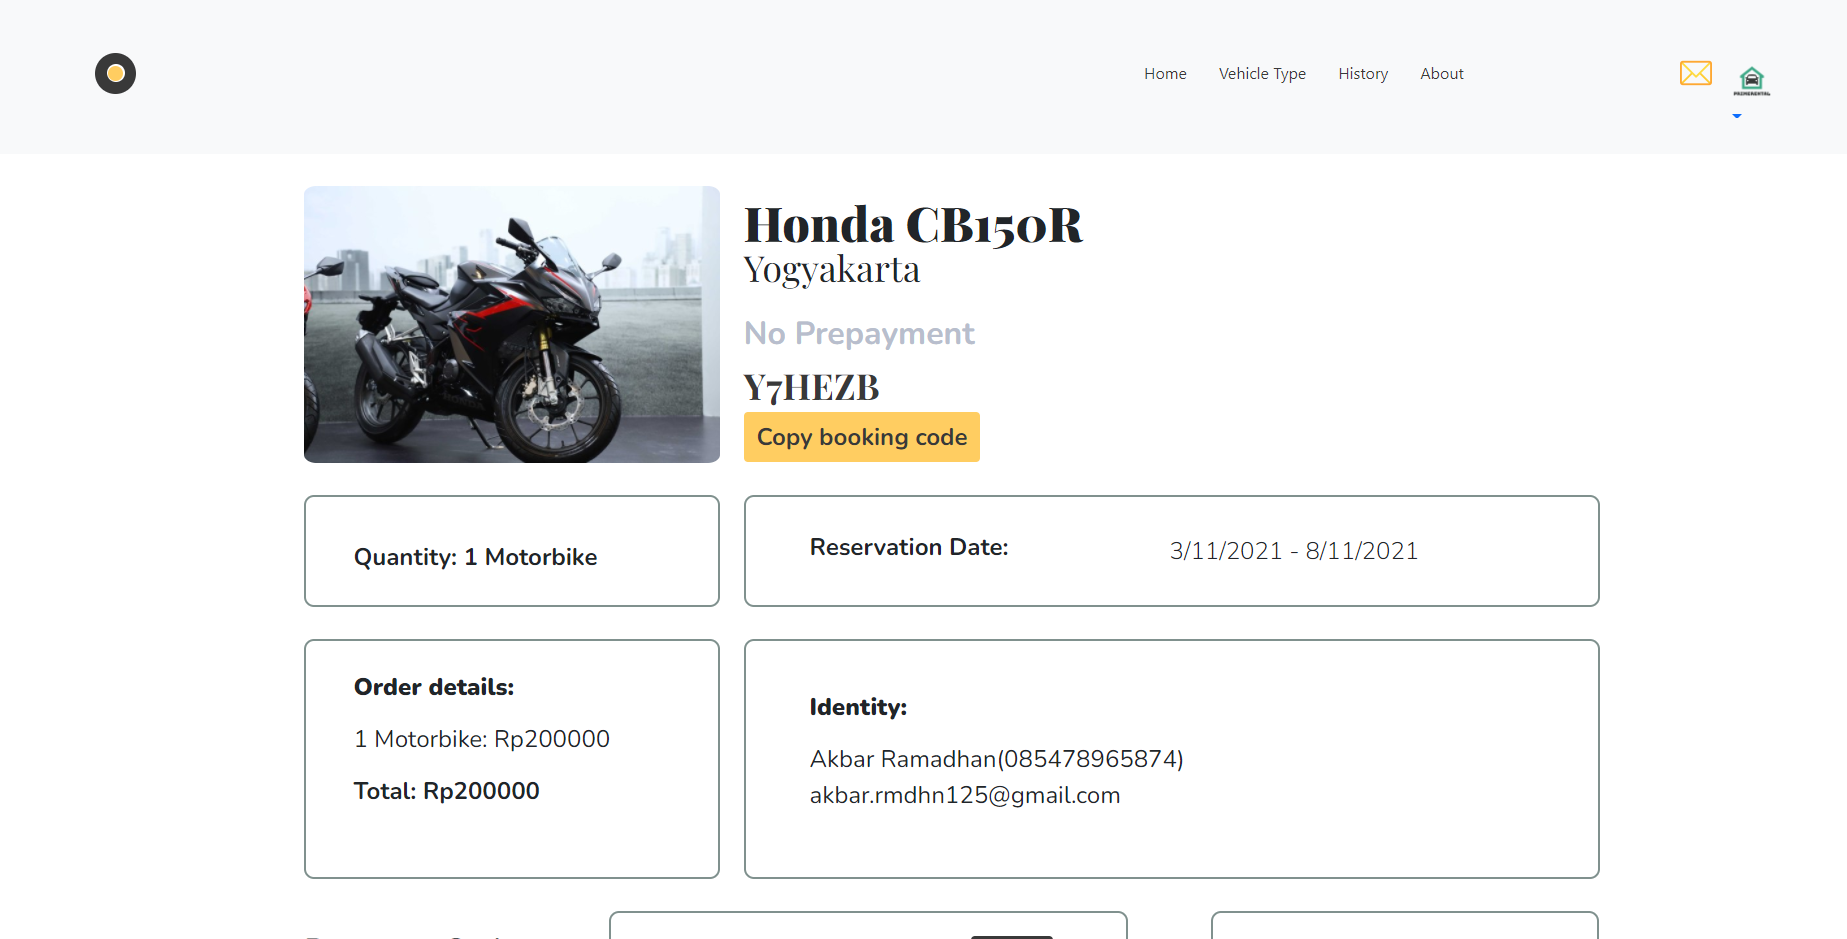 Home Vehicle Type History About
Honda CB150R
Yogyakarta
No Prepayment
Y7HEZB
Copy booking code
Quantity: 1 Motorbike
Reservation Date: 3/11/2021 - 8/11/2021
Order details:
1 Motorbike: Rp200000
Total: Rp200000
Identity:
Akbar Ramadhan(085478965874)
akbar.rmdhn125@gmail.com